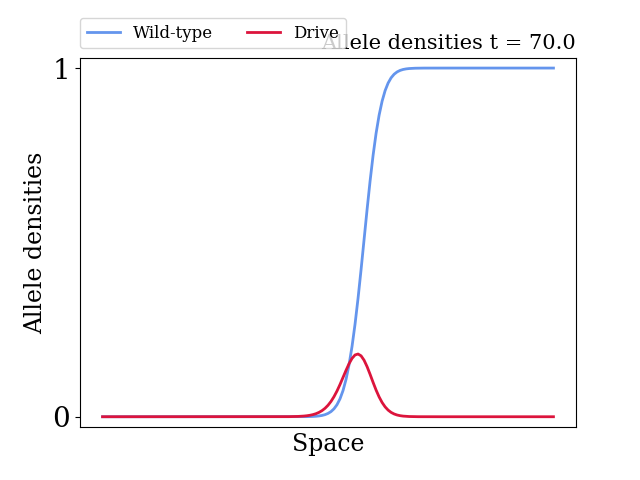 Wild-type Drive
Allele densities t = 70.0
1
Allele densities
0
Space